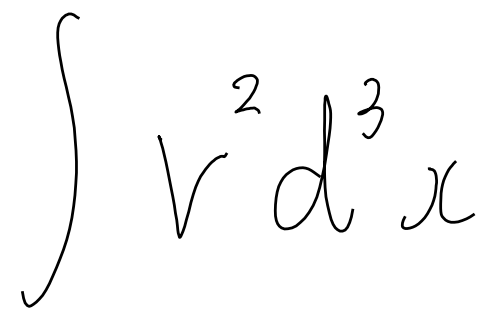 ∫ r² d³x